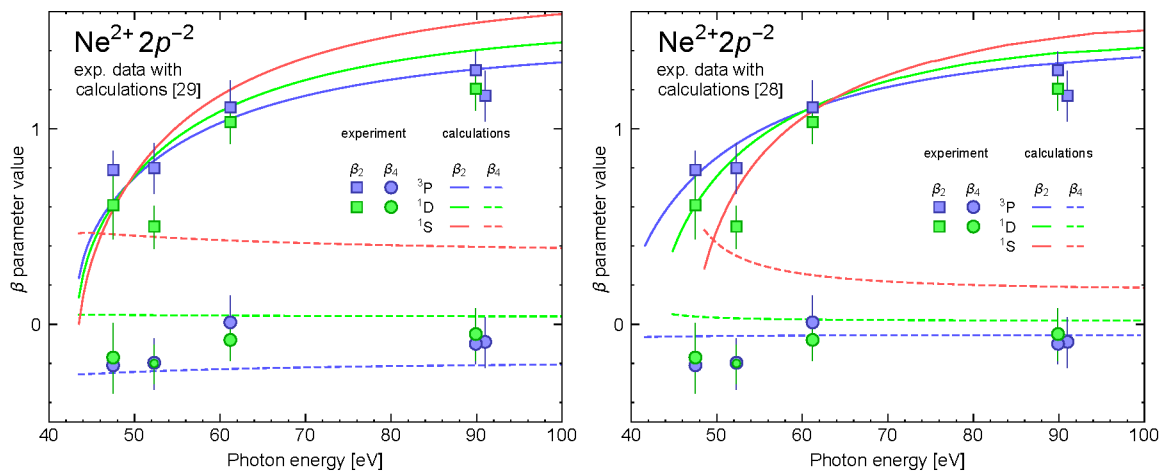 Ne²⁺ 2p⁻²
exp. data with
calculations [29]
experiment calculations
β₂ β₄ β₂ β₄
³P
¹D
¹S
β parameter value
1
0
40 50 60 70 80 90 100
Photon energy [eV]
Ne²⁺2p⁻²
exp. data with
calculations [28]
experiment calculations
β₂ β₄ β₂ β₄
³P
¹D
¹S
β parameter value
1
0
40 50 60 70 80 90 100
Photon energy [eV]